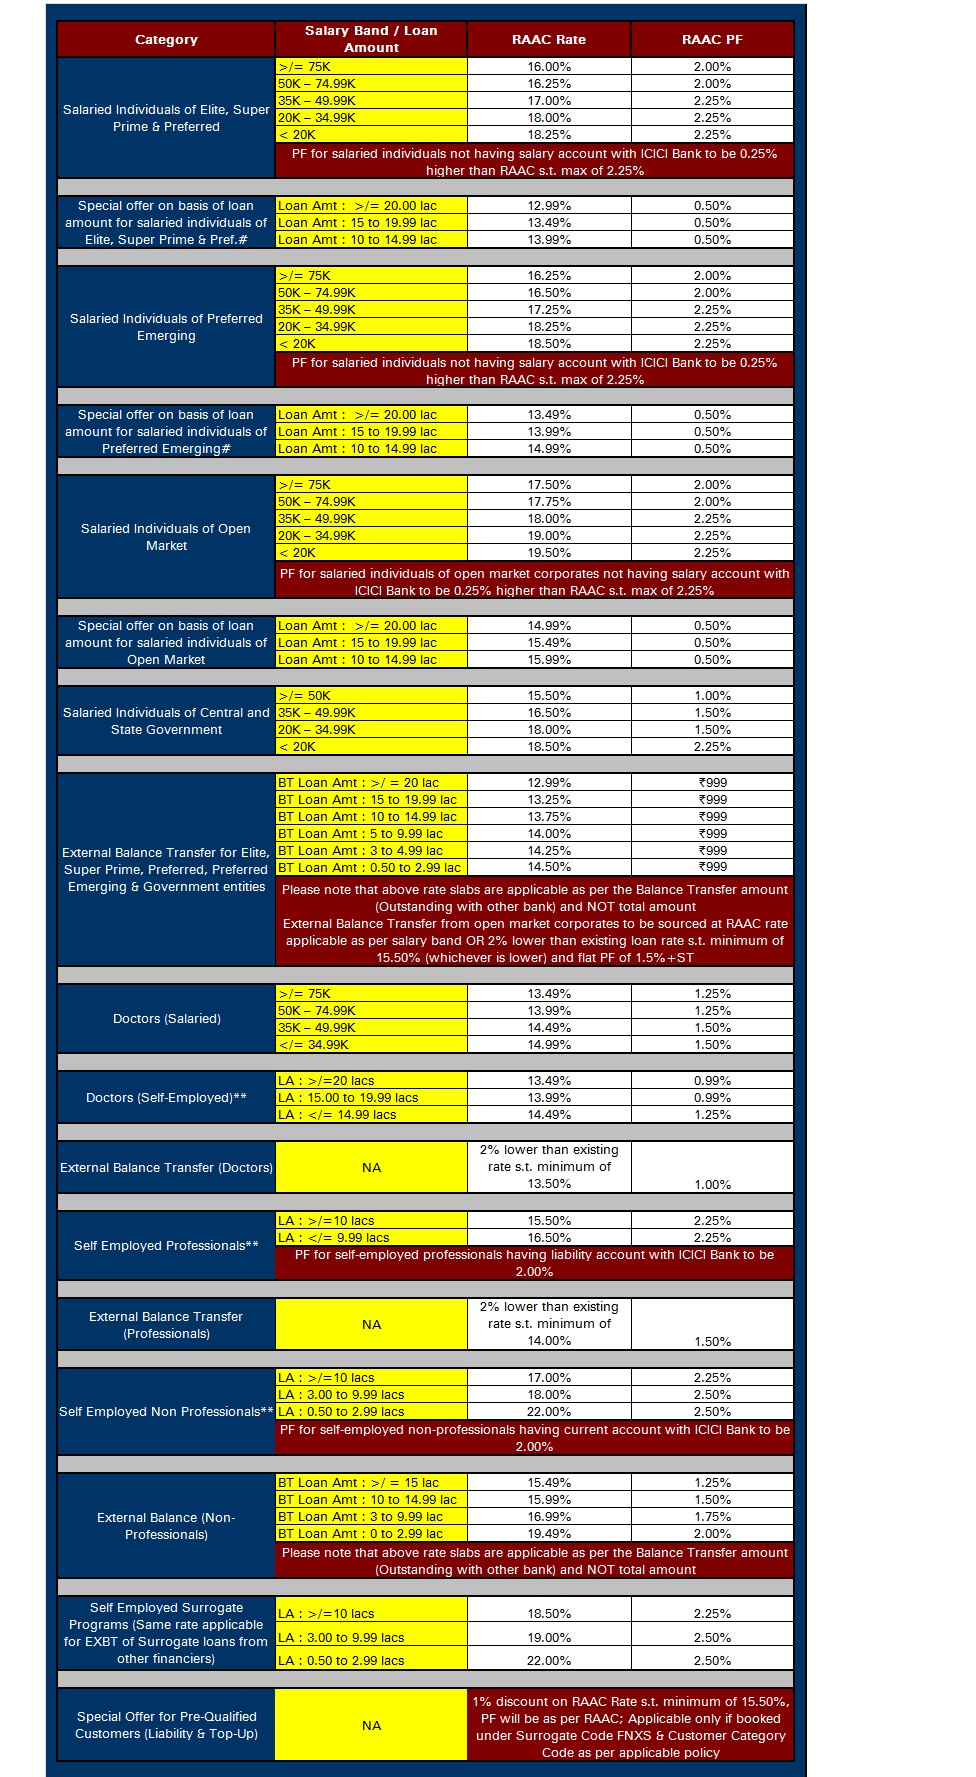 Category Salary Band / Loan Amount RAAC Rate RAAC PF
Salaried Individuals of Elite, Super
Prime & Preferred
>/= 75K 16.00% 2.00%
50K – 74.99K 16.25% 2.00%
35K – 49.99K 17.00% 2.25%
20K – 34.99K 18.00% 2.25%
< 20K 18.25% 2.25%
PF for salaried individuals not having salary account with ICICI Bank to be 0.25%
higher than RAAC s.t. max of 2.25%
Special offer on basis of loan
amount for salaried individuals of
Elite, Super Prime & Pref.#
Loan Amt :  >/= 20.00 lac 12.99% 0.50%
Loan Amt : 15 to 19.99 lac 13.49% 0.50%
Loan Amt : 10 to 14.99 lac 13.99% 0.50%
Salaried Individuals of Preferred
Emerging
>/= 75K 16.25% 2.00%
50K – 74.99K 16.50% 2.00%
35K – 49.99K 17.25% 2.25%
20K – 34.99K 18.25% 2.25%
< 20K 18.50% 2.25%
PF for salaried individuals not having salary account with ICICI Bank to be 0.25%
higher than RAAC s.t. max of 2.25%
Special offer on basis of loan
amount for salaried individuals of
Preferred Emerging#
Loan Amt :  >/= 20.00 lac 13.49% 0.50%
Loan Amt : 15 to 19.99 lac 13.99% 0.50%
Loan Amt : 10 to 14.99 lac 14.99% 0.50%
Salaried Individuals of Open
Market
>/= 75K 17.50% 2.00%
50K – 74.99K 17.75% 2.00%
35K – 49.99K 18.00% 2.25%
20K – 34.99K 19.00% 2.25%
< 20K 19.50% 2.25%
PF for salaried individuals of open market corporates not having salary account with
ICICI Bank to be 0.25% higher than RAAC s.t. max of 2.25%
Special offer on basis of loan
amount for salaried individuals of
Open Market
Loan Amt :  >/= 20.00 lac 14.99% 0.50%
Loan Amt : 15 to 19.99 lac 15.49% 0.50%
Loan Amt : 10 to 14.99 lac 15.99% 0.50%
Salaried Individuals of Central and
State Government
>/= 50K 15.50% 1.00%
35K – 49.99K 16.50% 1.50%
20K – 34.99K 18.00% 1.50%
< 20K 18.50% 2.25%
External Balance Transfer for Elite,
Super Prime, Preferred, Preferred
Emerging & Government entities
BT Loan Amt : >/ = 20 lac 12.99% ₹999
BT Loan Amt : 15 to 19.99 lac 13.25% ₹999
BT Loan Amt : 10 to 14.99 lac 13.75% ₹999
BT Loan Amt : 5 to 9.99 lac 14.00% ₹999
BT Loan Amt : 3 to 4.99 lac 14.25% ₹999
BT Loan Amt : 0.50 to 2.99 lac 14.50% ₹999
Please note that above rate slabs are applicable as per the Balance Transfer amount
(Outstanding with other bank) and NOT total amount
External Balance Transfer from open market corporates to be sourced at RAAC rate
applicable as per salary band OR 2% lower than existing loan rate s.t. minimum of
15.50% (whichever is lower) and flat PF of 1.5%+ST
Doctors (Salaried)
>/= 75K 13.49% 1.25%
50K – 74.99K 13.99% 1.25%
35K – 49.99K 14.49% 1.50%
</= 34.99K 14.99% 1.50%
Doctors (Self-Employed)**
LA : >/=20 lacs 13.49% 0.99%
LA : 15.00 to 19.99 lacs 13.99% 0.99%
LA : </= 14.99 lacs 14.49% 1.25%
External Balance Transfer (Doctors)
NA
2% lower than existing
rate s.t. minimum of
13.50%
1.00%
Self Employed Professionals**
LA : >/=10 lacs 15.50% 2.25%
LA : </= 9.99 lacs 16.50% 2.25%
PF for self-employed professionals having liability account with ICICI Bank to be
2.00%
External Balance Transfer
(Professionals)
NA
2% lower than existing
rate s.t. minimum of
14.00%
1.50%
Self Employed Non Professionals**
LA : >/=10 lacs 17.00% 2.25%
LA : 3.00 to 9.99 lacs 18.00% 2.50%
LA : 0.50 to 2.99 lacs 22.00% 2.50%
PF for self-employed non-professionals having current account with ICICI Bank to be
2.00%
External Balance (Non-
Professionals)
BT Loan Amt : >/ = 15 lac 15.49% 1.25%
BT Loan Amt : 10 to 14.99 lac 15.99% 1.50%
BT Loan Amt : 3 to 9.99 lac 16.99% 1.75%
BT Loan Amt : 0 to 2.99 lac 19.49% 2.00%
Please note that above rate slabs are applicable as per the Balance Transfer amount
(Outstanding with other bank) and NOT total amount
Self Employed Surrogate
Programs (Same rate applicable
for EXBT of Surrogate loans from
other financiers)
LA : >/=10 lacs 18.50% 2.25%
LA : 3.00 to 9.99 lacs 19.00% 2.50%
LA : 0.50 to 2.99 lacs 22.00% 2.50%
Special Offer for Pre-Qualified
Customers (Liability & Top-Up)
NA
1% discount on RAAC Rate s.t. minimum of 15.50%,
PF will be as per RAAC; Applicable only if booked
under Surrogate Code FNXS & Customer Category
Code as per applicable policy